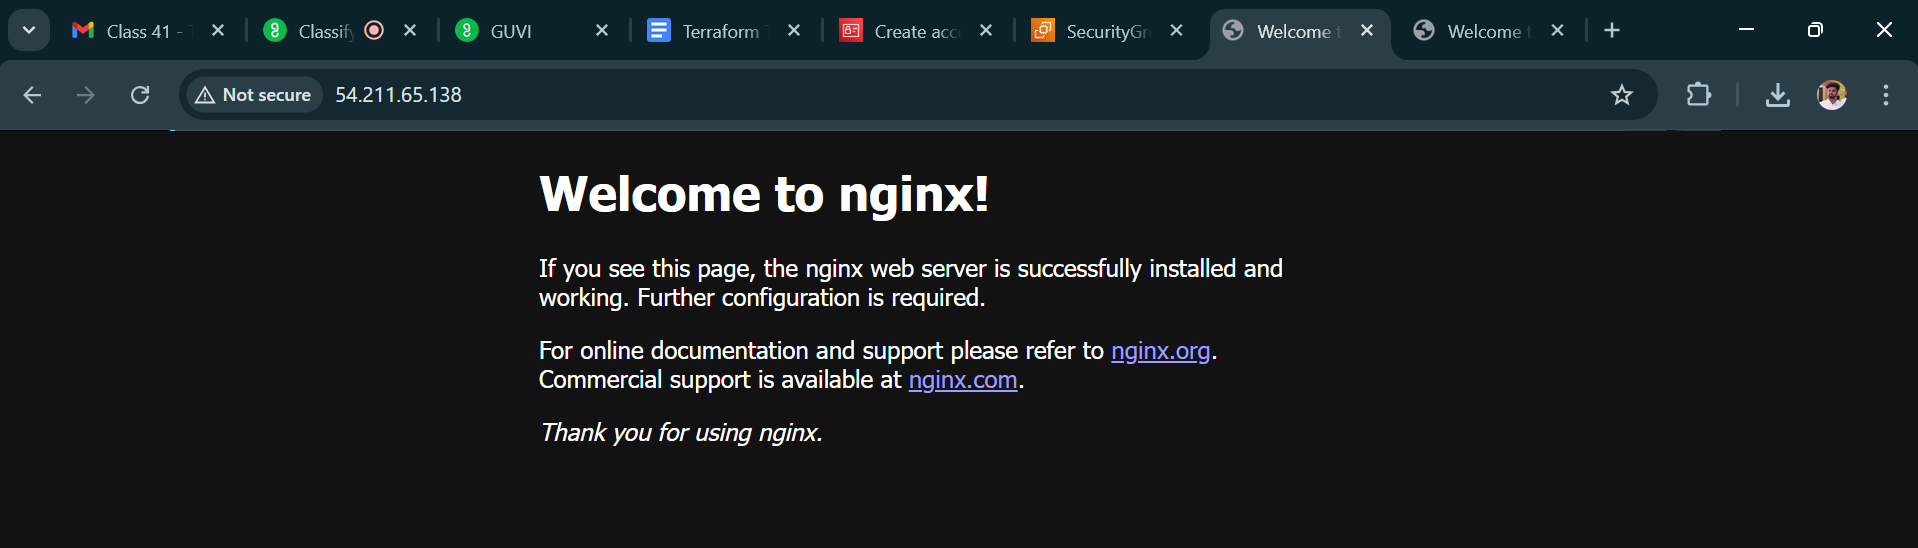 Class 41 -
Classify
GUVI
Terraform
Create acc
SecurityGr
Welcome t
Welcome t
Not secure
54.211.65.138
Welcome to nginx!
If you see this page, the nginx web server is successfully installed and
working. Further configuration is required.
For online documentation and support please refer to nginx.org.
Commercial support is available at nginx.com.
Thank you for using nginx.